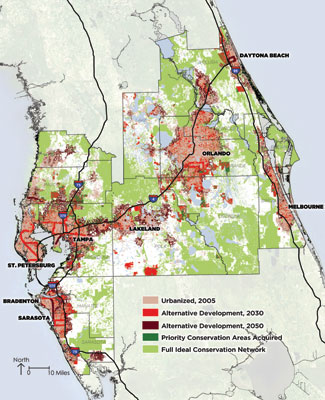 DAYTONA BEACH
ORLANDO
MELBOURNE
LAKELAND
TAMPA
ST. PETERSBURG
BRADENTON
SARASOTA
Urbanized, 2005
Alternative Development, 2030
Alternative Development, 2050
Priority Conservation Areas Acquired
Full Ideal Conservation Network
North
0 10 Miles